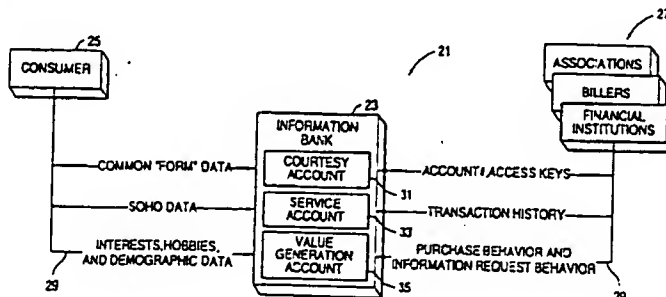 25
CONSUMER
21
27
ASSOCIATIONS
BILLERS
FINANCIAL
INSTITUTIONS
23
INFORMATION
BANK
COMMON "FORM" DATA
COURTESY
ACCOUNT
31
ACCOUNT#, ACCESS KEYS
SOHO DATA
SERVICE
ACCOUNT
33
TRANSACTION HISTORY
INTERESTS, HOBBIES,
AND DEMOGRAPHIC DATA
VALUE
GENERATION
ACCOUNT
35
PURCHASE BEHAVIOR AND
INFORMATION REQUEST BEHAVIOR
29
29